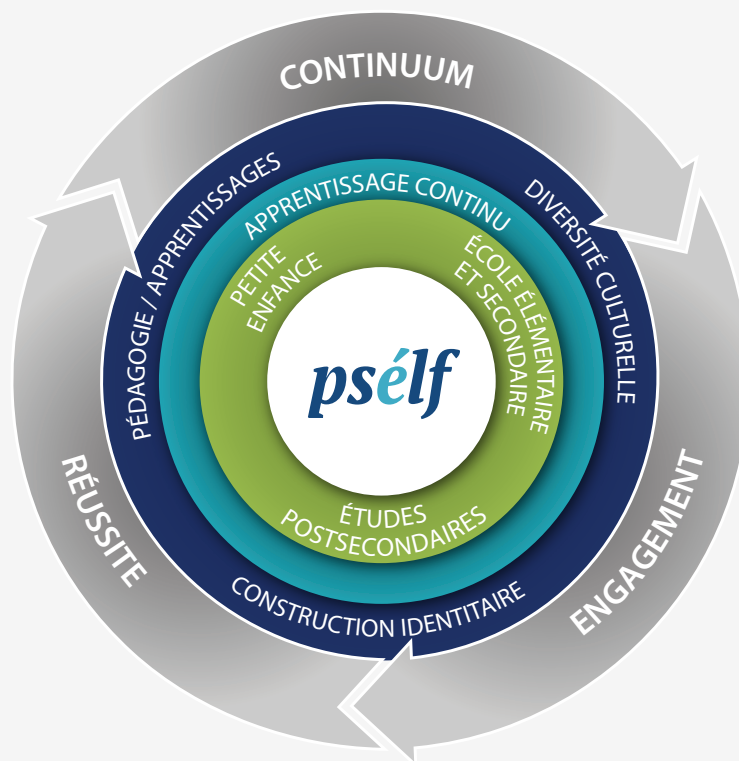 CONTINUUM
PÉDAGOGIE / APPRENTISSAGES
APPRENTISSAGE CONTINU
DIVERSITÉ CULTURELLE
PETITE
ENFANCE
ÉCOLE ÉLÉMENTAIRE
ET SECONDAIRE
psélf
ÉTUDES
POSTSECONDAIRES
CONSTRUCTION IDENTITAIRE
RÉUSSITE
ENGAGEMENT